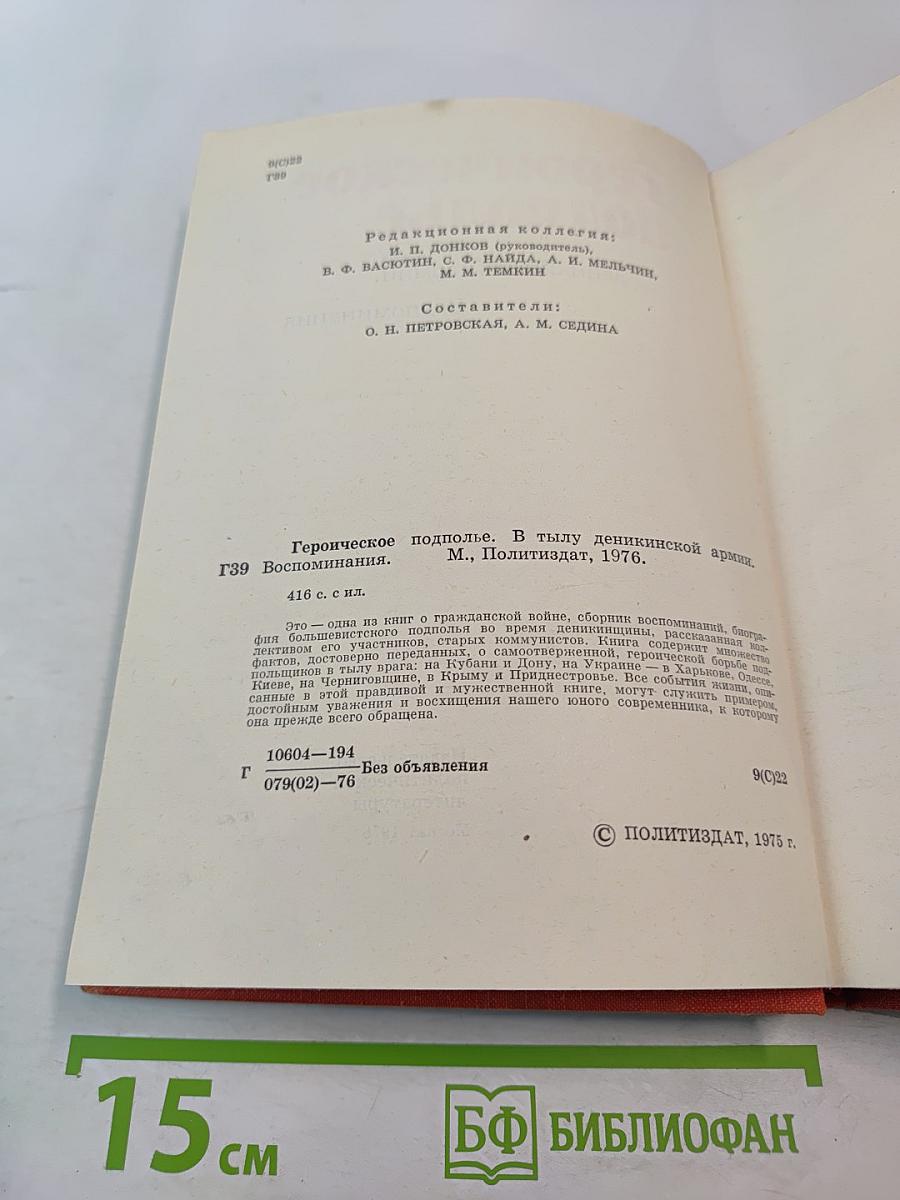 9(С)22
Г39
Редакционная коллегия:
И. П. ДОНКОВ (руководитель),
В. Ф. ВАСЮТИН, С. Ф. НАЙДА, А. И. МЕЛЬЧИН,
М. М. ТЕМКИН
Составители:
О. Н. ПЕТРОВСКАЯ, А. М. СЕДИНА
Героическое подполье. В тылу деникинской армии.
Г39 Воспоминания. М., Политиздат, 1976.
416 с. с ил.
Это — одна из книг о гражданской войне, сборник воспоминаний, биогра-
фия большевистского подполья во время деникинщины, рассказанная кол-
лективом его участников, старых коммунистов. Книга содержит множество
фактов, достоверно переданных, о самоотверженной, героической борьбе под-
польщиков в тылу врага: на Кубани и Дону, на Украине — в Харькове, Одессе,
Киеве, на Черниговщине, в Крыму и Приднестровье. Все события жизни, опи-
санные в этой правдивой и мужественной книге, могут служить примером,
достойным уважения и восхищения нашего юного современника, к которому
она прежде всего обращена.
Г 10604—194
079(02)—76 Без объявления
9(С)22
© ПОЛИТИЗДАТ, 1975 г.
15 см
БФ БИБЛИОФАН